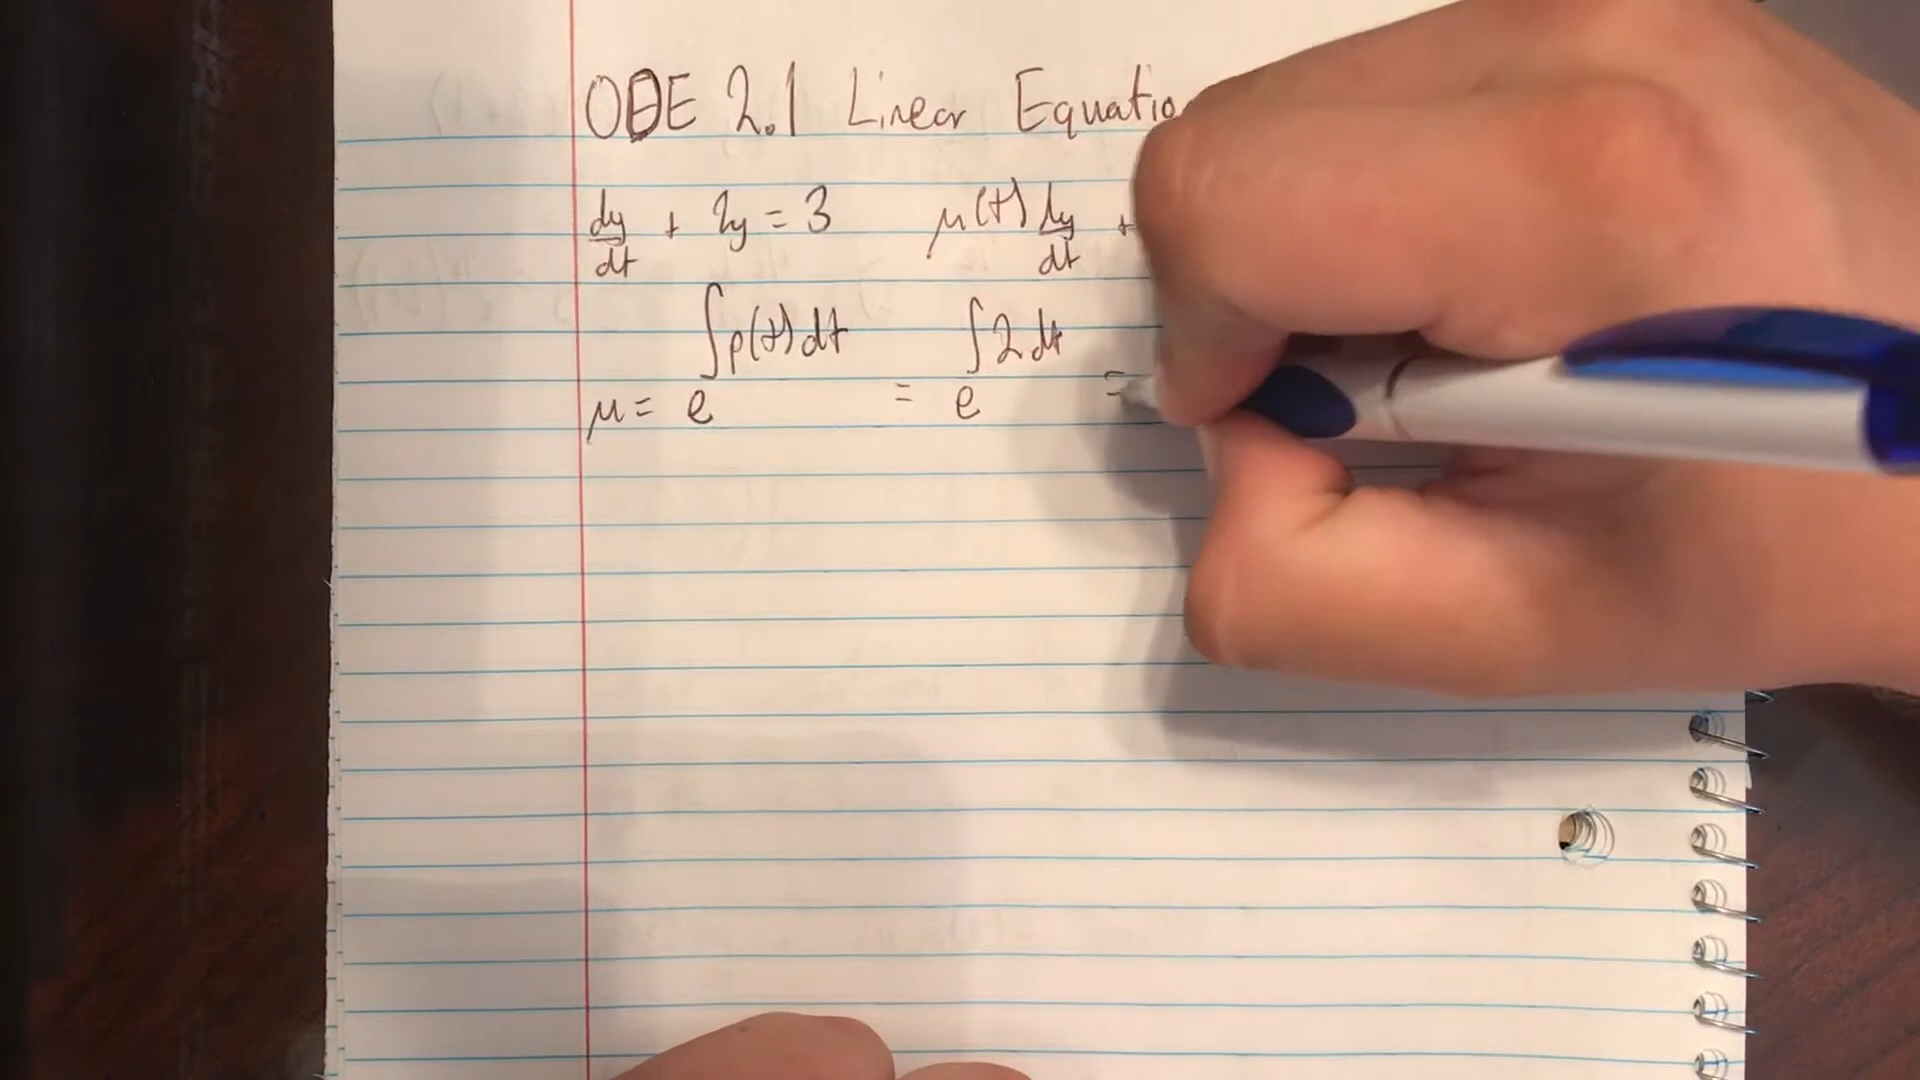 ODE 2.1 Linear Equatio
dy/dt + 2y = 3 μ(t) dy/dt +
μ = e^∫p(t)dt = e^∫2dt =